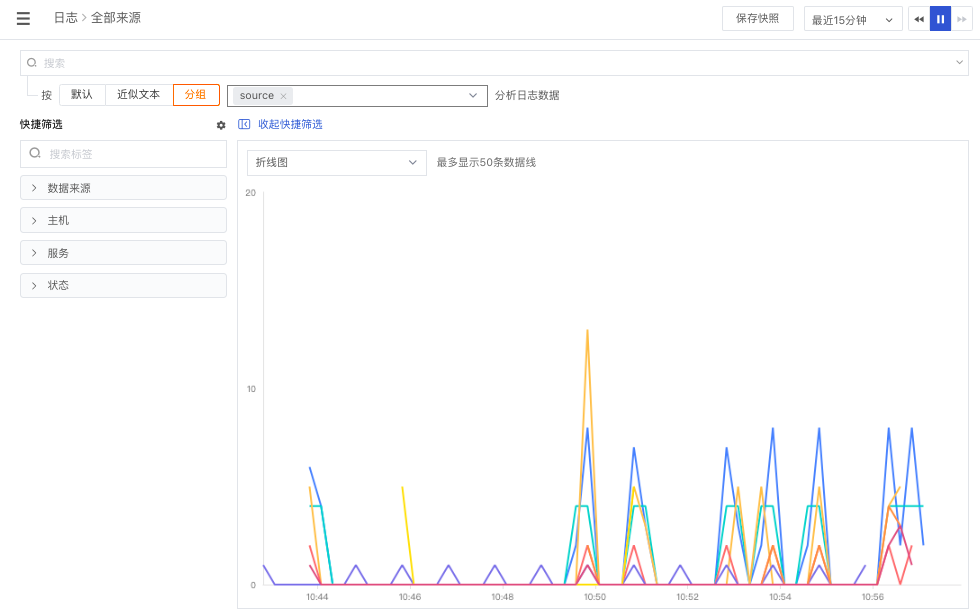 日志 > 全部来源
保存快照
最近15分钟
搜索
按 默认 近似文本 分组 source × 分析日志数据
快捷筛选
收起快捷筛选
搜索标签
数据来源
主机
服务
状态
折线图
最多显示50条数据线
20
10
0
10:44 10:46 10:48 10:50 10:52 10:54 10:56